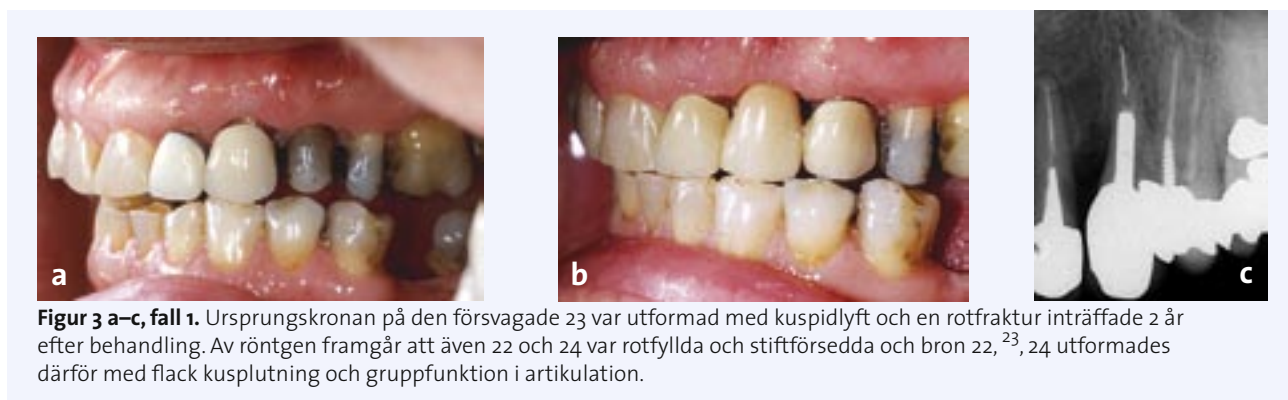 a
b
c
Figur 3 a–c, fall 1. Ursprungskronan på den försvagade 23 var utformad med kuspidlyft och en rotfraktur inträffade 2 år
efter behandling. Av röntgen framgår att även 22 och 24 var rotfyllda och stiftförsedda och bron 22, 23, 24 utformades
därför med flack kusplutning och gruppfunktion i artikulation.